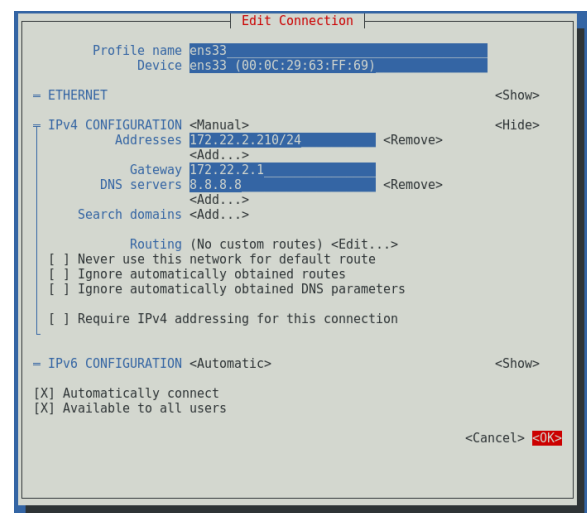 Edit Connection
Profile name ens33
Device ens33 (00:0C:29:63:FF:69)
= ETHERNET <Show>
= IPv4 CONFIGURATION <Manual> <Hide>
Addresses 172.22.2.210/24 <Remove>
<Add...>
Gateway 172.22.2.1
DNS servers 8.8.8.8 <Remove>
<Add...>
Search domains <Add...>
Routing (No custom routes) <Edit...>
[ ] Never use this network for default route
[ ] Ignore automatically obtained routes
[ ] Ignore automatically obtained DNS parameters
[ ] Require IPv4 addressing for this connection
= IPv6 CONFIGURATION <Automatic> <Show>
[X] Automatically connect
[X] Available to all users
<Cancel> <OK>